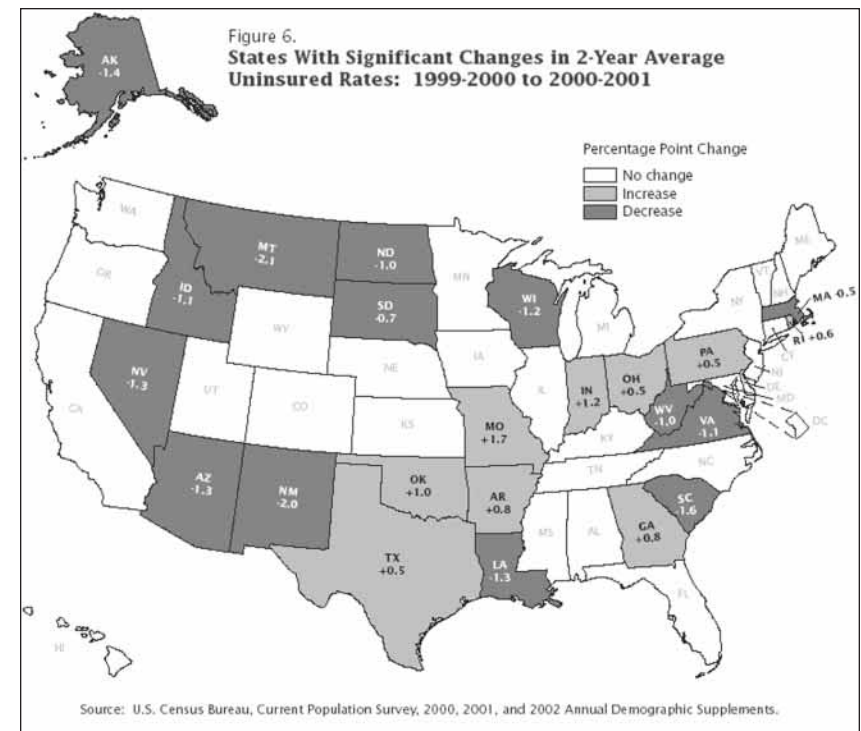 Figure 6.
States With Significant Changes in 2-Year Average
Uninsured Rates: 1999-2000 to 2000-2001
AK
-1.4
Percentage Point Change
No change
Increase
Decrease
WA
OR
CA
ID
-1.1
NV
-1.3
MT
-2.1
WY
UT
CO
AZ
-1.3
NM
-2.0
ND
-1.0
SD
-0.7
NE
KS
OK
+1.0
TX
+0.5
MN
IA
MO
+1.7
AR
+0.8
LA
-1.3
WI
-1.2
IL
MI
IN
+1.2
OH
+0.5
KY
TN
MS
AL
GA
+0.8
FL
SC
-1.6
NC
VA
-1.1
WV
-1.0
PA
+0.5
NY
VT
NH
ME
MA -0.5
RI +0.6
CT
NJ
DE
MD
DC
HI
Source: U.S. Census Bureau, Current Population Survey, 2000, 2001, and 2002 Annual Demographic Supplements.